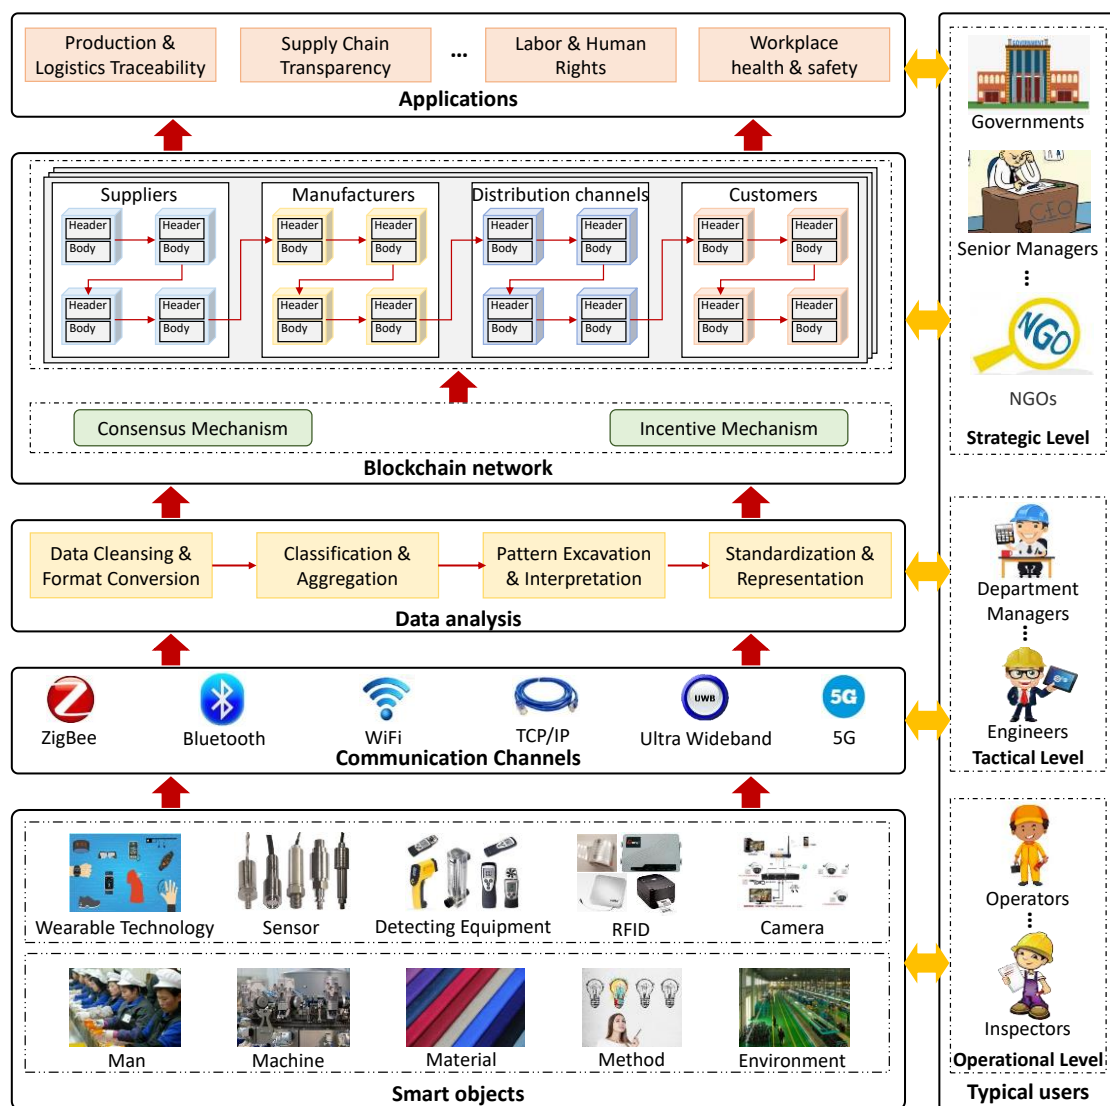 Production &
Logistics Traceability
Supply Chain
Transparency
...
Labor & Human
Rights
Workplace
health & safety
Applications
Suppliers
Header
Body
Header
Body
Header
Body
Header
Body
Manufacturers
Header
Body
Header
Body
Header
Body
Header
Body
Distribution channels
Header
Body
Header
Body
Header
Body
Header
Body
Customers
Header
Body
Header
Body
Header
Body
Header
Body
Consensus Mechanism
Incentive Mechanism
Blockchain network
Data Cleansing &
Format Conversion
Classification &
Aggregation
Pattern Excavation
& Interpretation
Standardization &
Representation
Data analysis
Z
ZigBee
Bluetooth
WiFi
TCP/IP
UWB
Ultra Wideband
5G
5G
Communication Channels
Wearable Technology
Sensor
Detecting Equipment
RFID
Camera
Man
Machine
Material
Method
Environment
Smart objects
GOVERNMENT
Governments
CEO
Senior Managers
...
NGO
NGOs
Strategic Level
Department
Managers
...
Engineers
Tactical Level
Operators
...
Inspectors
Operational Level
Typical users